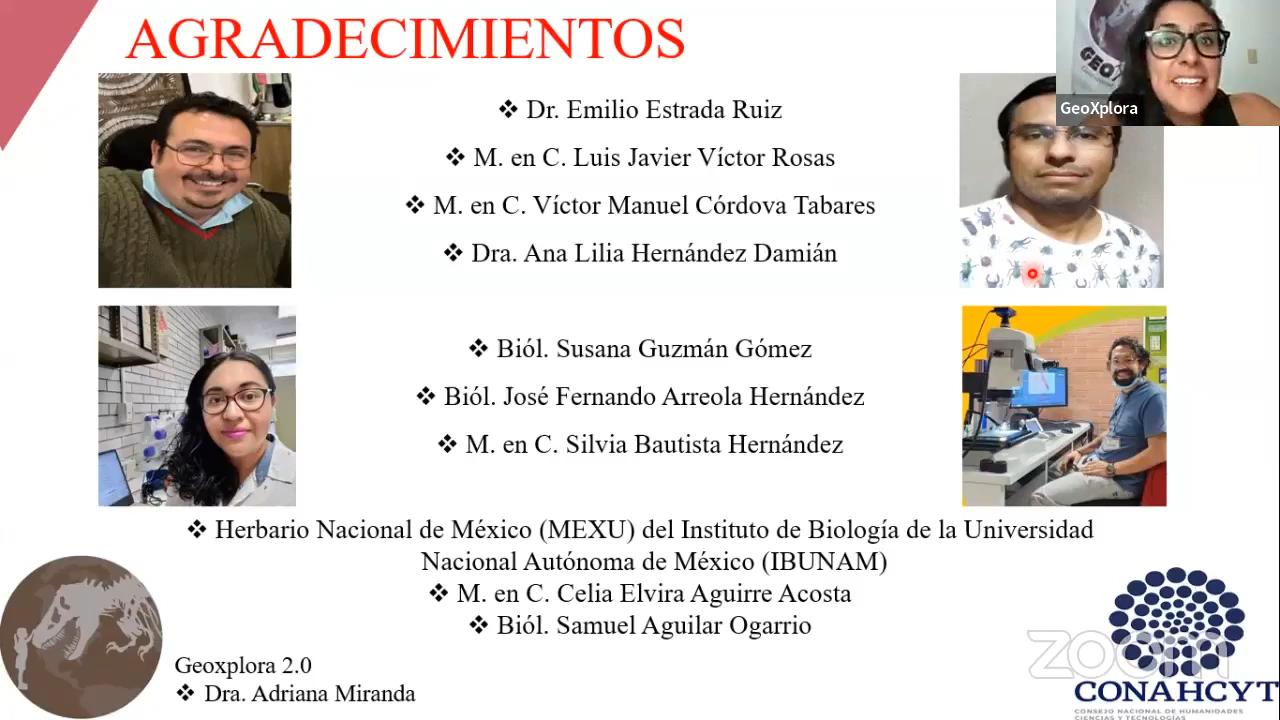 AGRADECIMIENTOS
GEO
GeoXplora
❖ Dr. Emilio Estrada Ruiz
❖ M. en C. Luis Javier Víctor Rosas
❖ M. en C. Víctor Manuel Córdova Tabares
❖ Dra. Ana Lilia Hernández Damián
❖ Biól. Susana Guzmán Gómez
❖ Biól. José Fernando Arreola Hernández
❖ M. en C. Silvia Bautista Hernández
❖ Herbario Nacional de México (MEXU) del Instituto de Biología de la Universidad
Nacional Autónoma de México (IBUNAM)
❖ M. en C. Celia Elvira Aguirre Acosta
❖ Biól. Samuel Aguilar Ogarrio
Geoxplora 2.0
❖ Dra. Adriana Miranda
zoom
CONAHCYT
CONSEJO NACIONAL DE HUMANIDADES
CIENCIAS Y TECNOLOGÍAS